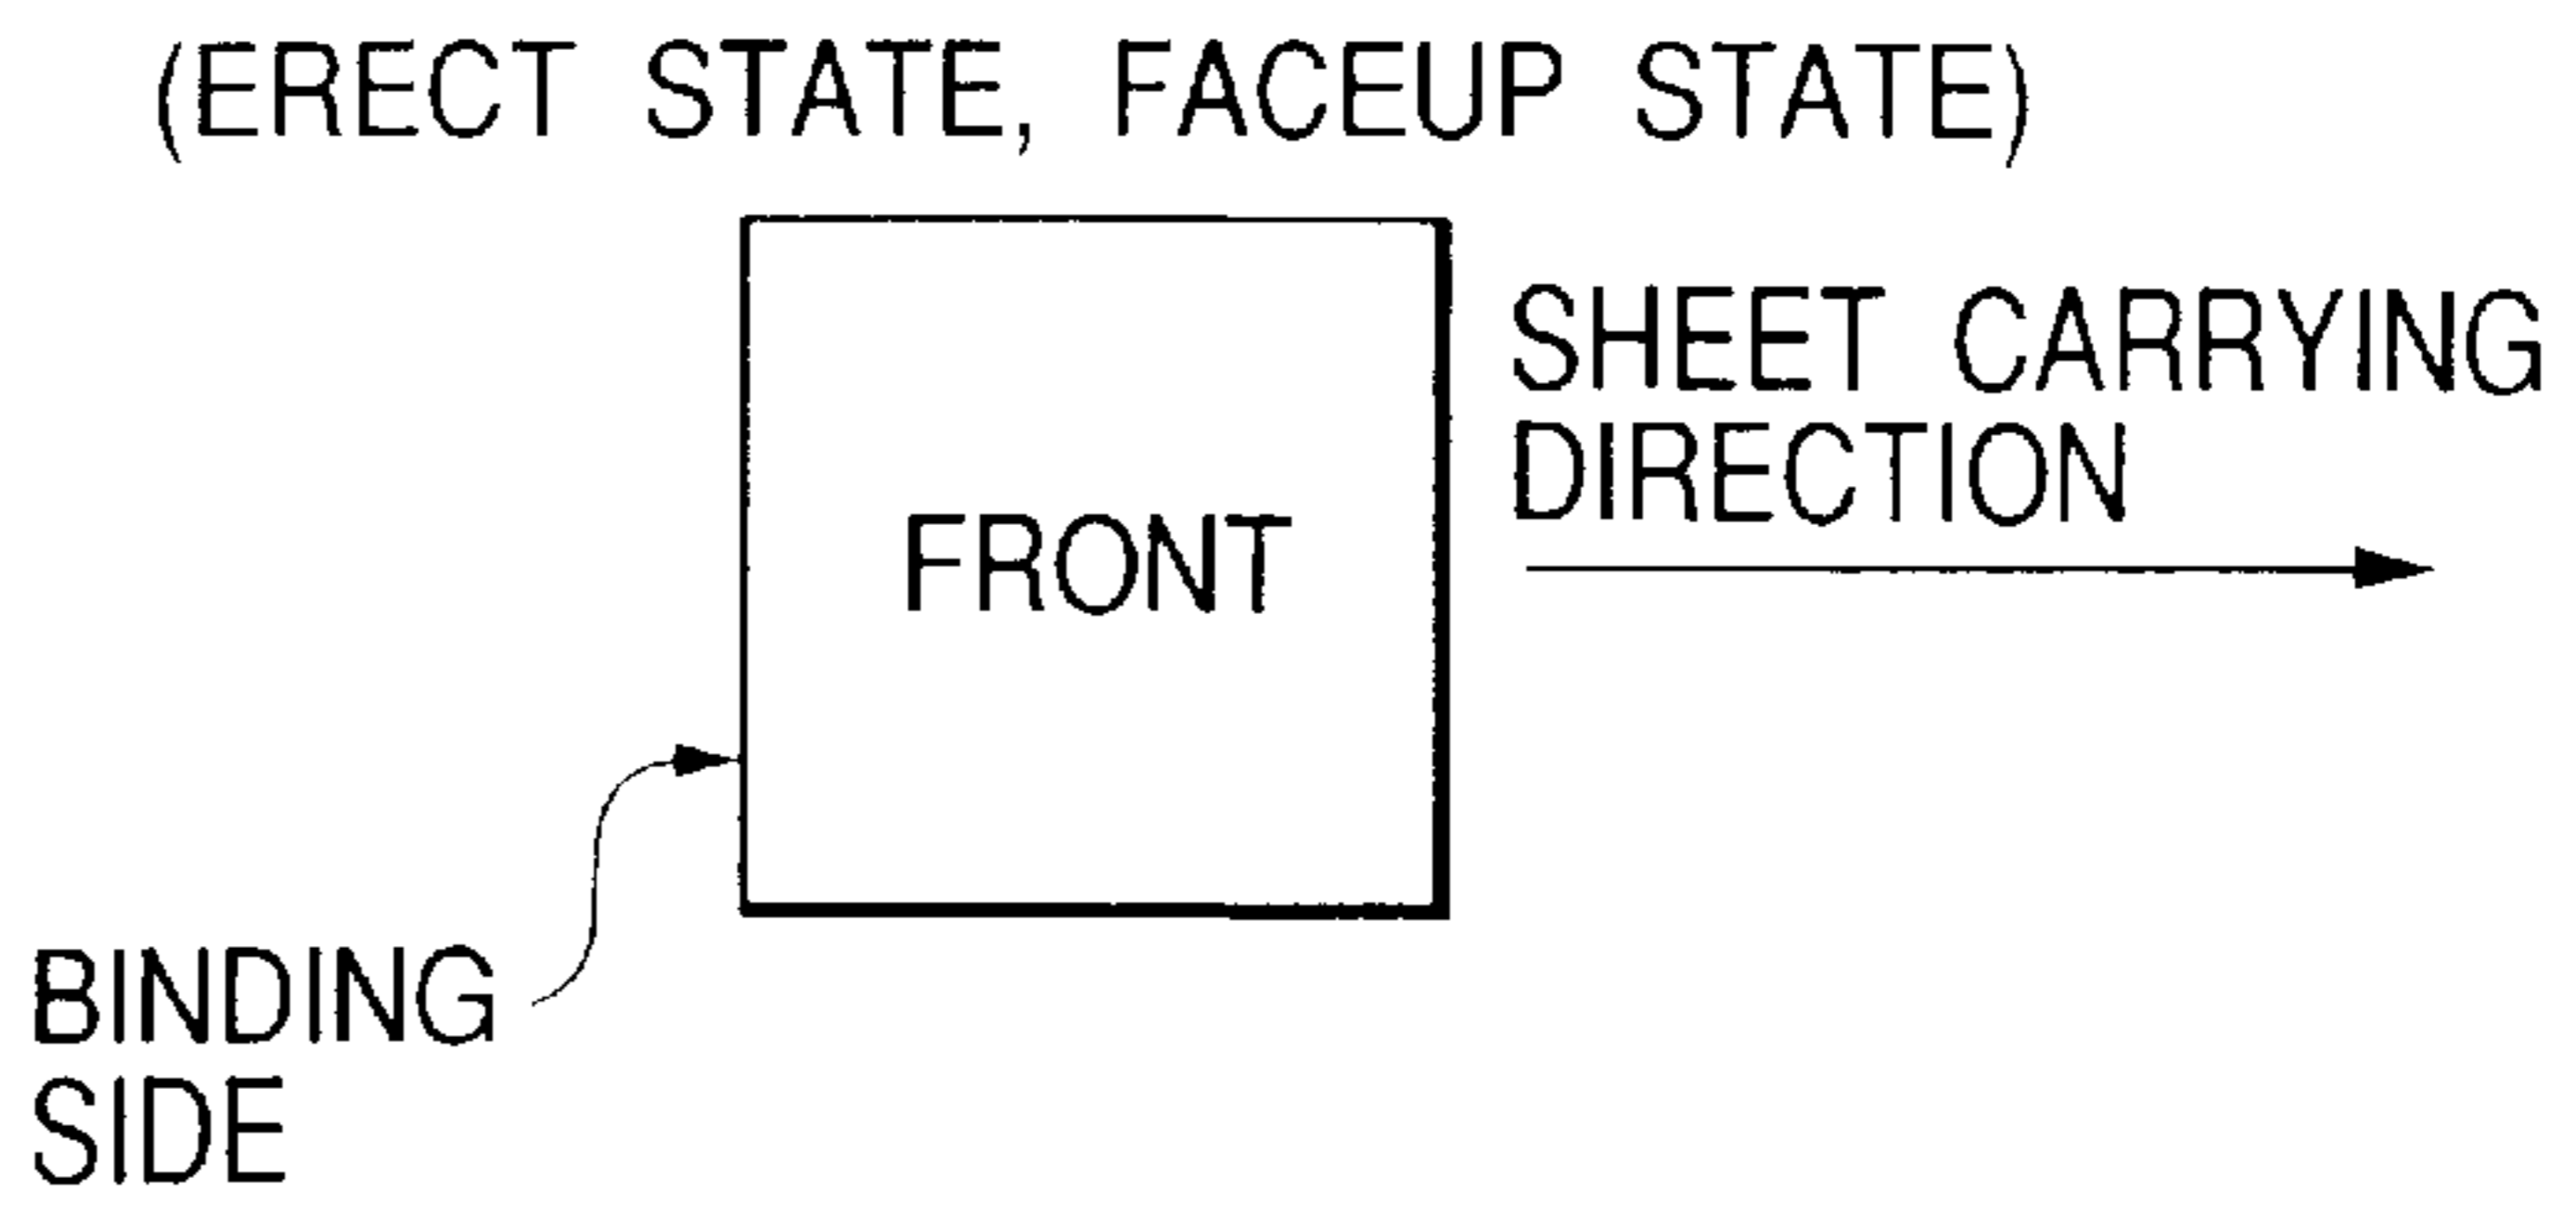 (ERECT STATE, FACEUP STATE)
SHEET CARRYING
DIRECTION
FRONT
BINDING
SIDE